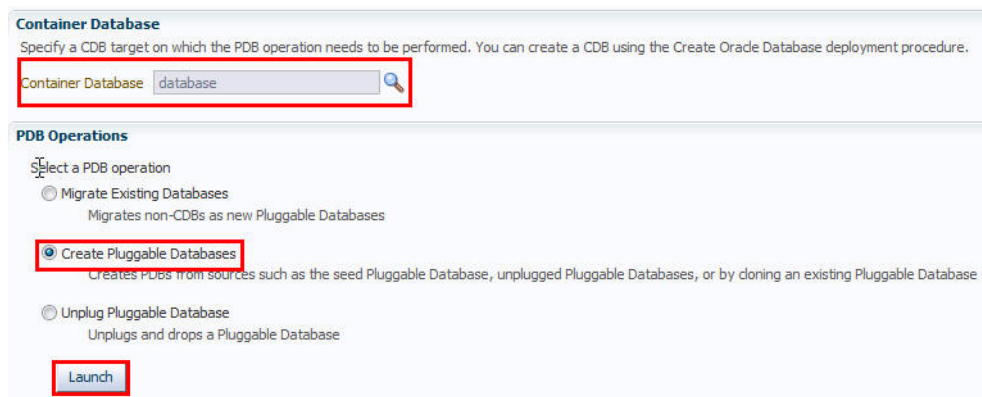 Container Database
Specify a CDB target on which the PDB operation needs to be performed. You can create a CDB using the Create Oracle Database deployment procedure.
Container Database database
PDB Operations
Select a PDB operation
Migrate Existing Databases
Migrates non-CDBs as new Pluggable Databases
Create Pluggable Databases
Creates PDBs from sources such as the seed Pluggable Database, unplugged Pluggable Databases, or by cloning an existing Pluggable Database
Unplug Pluggable Database
Unplugs and drops a Pluggable Database
Launch